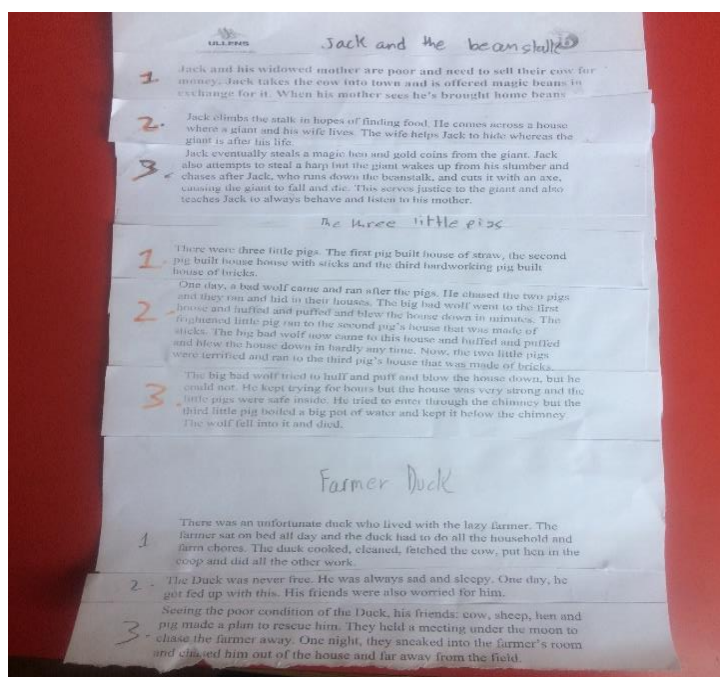 ULLENS
Jack and the beanstalk
1 Jack and his widowed mother are poor and need to sell their cow for
money. Jack takes the cow into town and is offered magic beans in
exchange for it. When his mother sees he's brought home beans
2. Jack climbs the stalk in hopes of finding food. He comes across a house
where a giant and his wife lives. The wife helps Jack to hide whereas the
giant is after his life.
3. Jack eventually steals a magic hen and gold coins from the giant. Jack
also attempts to steal a harp but the giant wakes up from his slumber and
chases after Jack, who runs down the beanstalk, and cuts it with an axe,
causing the giant to fall and die. This serves justice to the giant and also
teaches Jack to always behave and listen to his mother.
The three little pigs
1. There were three little pigs. The first pig built house of straw, the second
pig built house house with sticks and the third hardworking pig built
house of bricks.
2. One day, a bad wolf came and ran after the pigs. He chased the two pigs
and they ran and hid in their houses. The big bad wolf went to the first
house and huffed and puffed and blew the house down in minutes. The
frightened little pig ran to the second pig's house that was made of
sticks. The big bad wolf now came to this house and huffed and puffed
and blew the house down in hardly any time. Now, the two little pigs
were terrified and ran to the third pig's house that was made of bricks.
3. The big bad wolf tried to huff and puff and blow the house down, but he
could not. He kept trying for hours but the house was very strong and the
little pigs were safe inside. He tried to enter through the chimney but the
third little pig boiled a big pot of water and kept it below the chimney
The wolf fell into it and died.
Farmer Duck
1 There was an unfortunate duck who lived with the lazy farmer. The
farmer sat on bed all day and the duck had to do all the household and
farm chores. The duck cooked, cleaned, fetched the cow, put hen in the
coop and did all the other work.
2. The Duck was never free. He was always sad and sleepy. One day, he
got fed up with this. His friends were also worried for him.
3. Seeing the poor condition of the Duck, his friends: cow, sheep, hen and
pig made a plan to rescue him. They held a meeting under the moon to
chase the farmer away. One night, they sneaked into the farmer's room
and chased him out of the house and far away from the field.